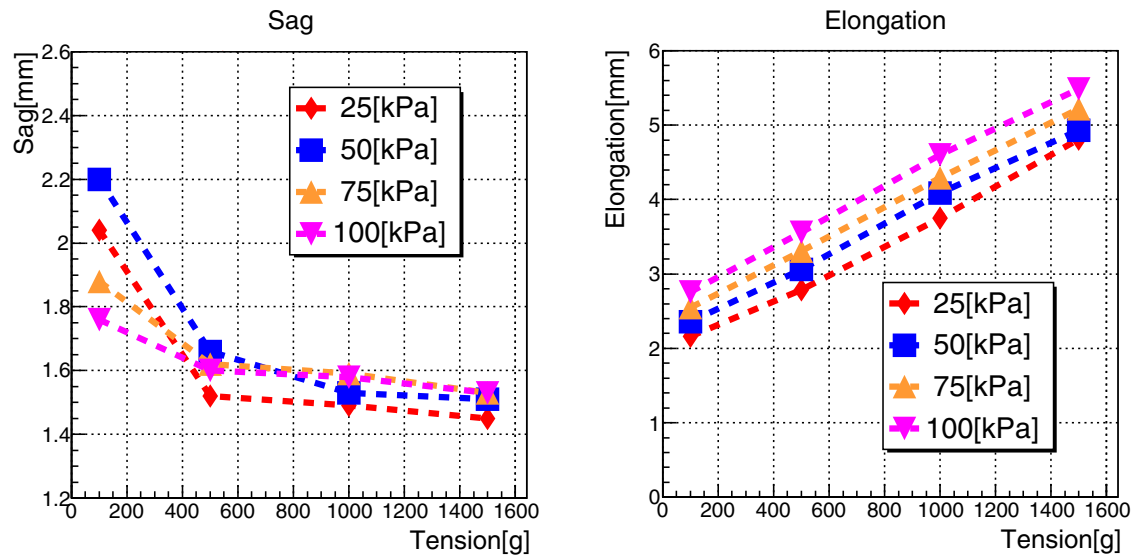 Sag
Sag[mm]
2.6
2.4
2.2
2
1.8
1.6
1.4
1.2
25[kPa]
50[kPa]
75[kPa]
100[kPa]
0 200 400 600 800 1000 1200 1400 1600
Tension[g]
Elongation
Elongation[mm]
6
5
4
3
2
1
0
25[kPa]
50[kPa]
75[kPa]
100[kPa]
0 200 400 600 800 1000 1200 1400 1600
Tension[g]